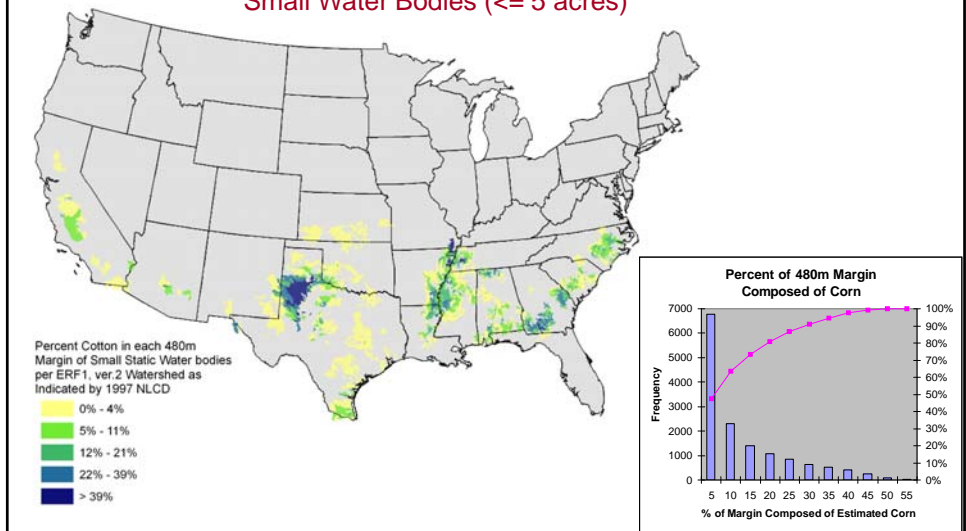 Small Water Bodies (<= 5 acres)
Percent Cotton in each 480m
Margin of Small Static Water bodies
per ERF1, ver.2 Watershed as
Indicated by 1997 NLCD
0% - 4%
5% - 11%
12% - 21%
22% - 39%
> 39%
Percent of 480m Margin
Composed of Corn
Frequency
7000
6000
5000
4000
3000
2000
1000
0
100%
90%
80%
70%
60%
50%
40%
30%
20%
10%
0%
5 10 15 20 25 30 35 40 45 50 55
% of Margin Composed of Estimated Corn